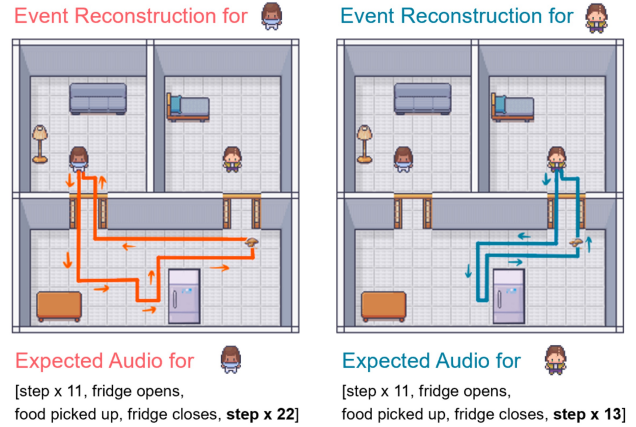 Event Reconstruction for
Event Reconstruction for
Expected Audio for
[step x 11, fridge opens,
food picked up, fridge closes, step x 22]
Expected Audio for
[step x 11, fridge opens,
food picked up, fridge closes, step x 13]